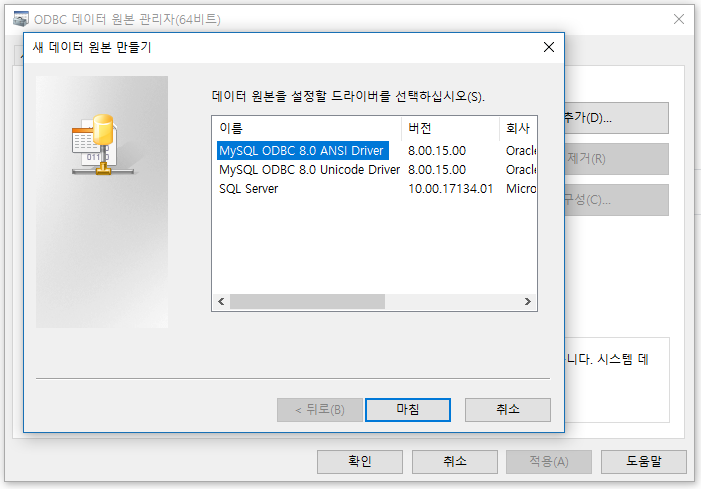 ODBC 데이터 원본 관리자(64비트)
새 데이터 원본 만들기
데이터 원본을 설정할 드라이버를 선택하십시오(S).
이름 버전 회사
MySQL ODBC 8.0 ANSI Driver 8.00.15.00 Oracle
MySQL ODBC 8.0 Unicode Driver 8.00.15.00 Oracle
SQL Server 10.00.17134.01 Micro
추가(D)...
제거(R)
구성(C)...
니다. 시스템 데
< 뒤로(B) 마침 취소
확인 취소 적용(A) 도움말